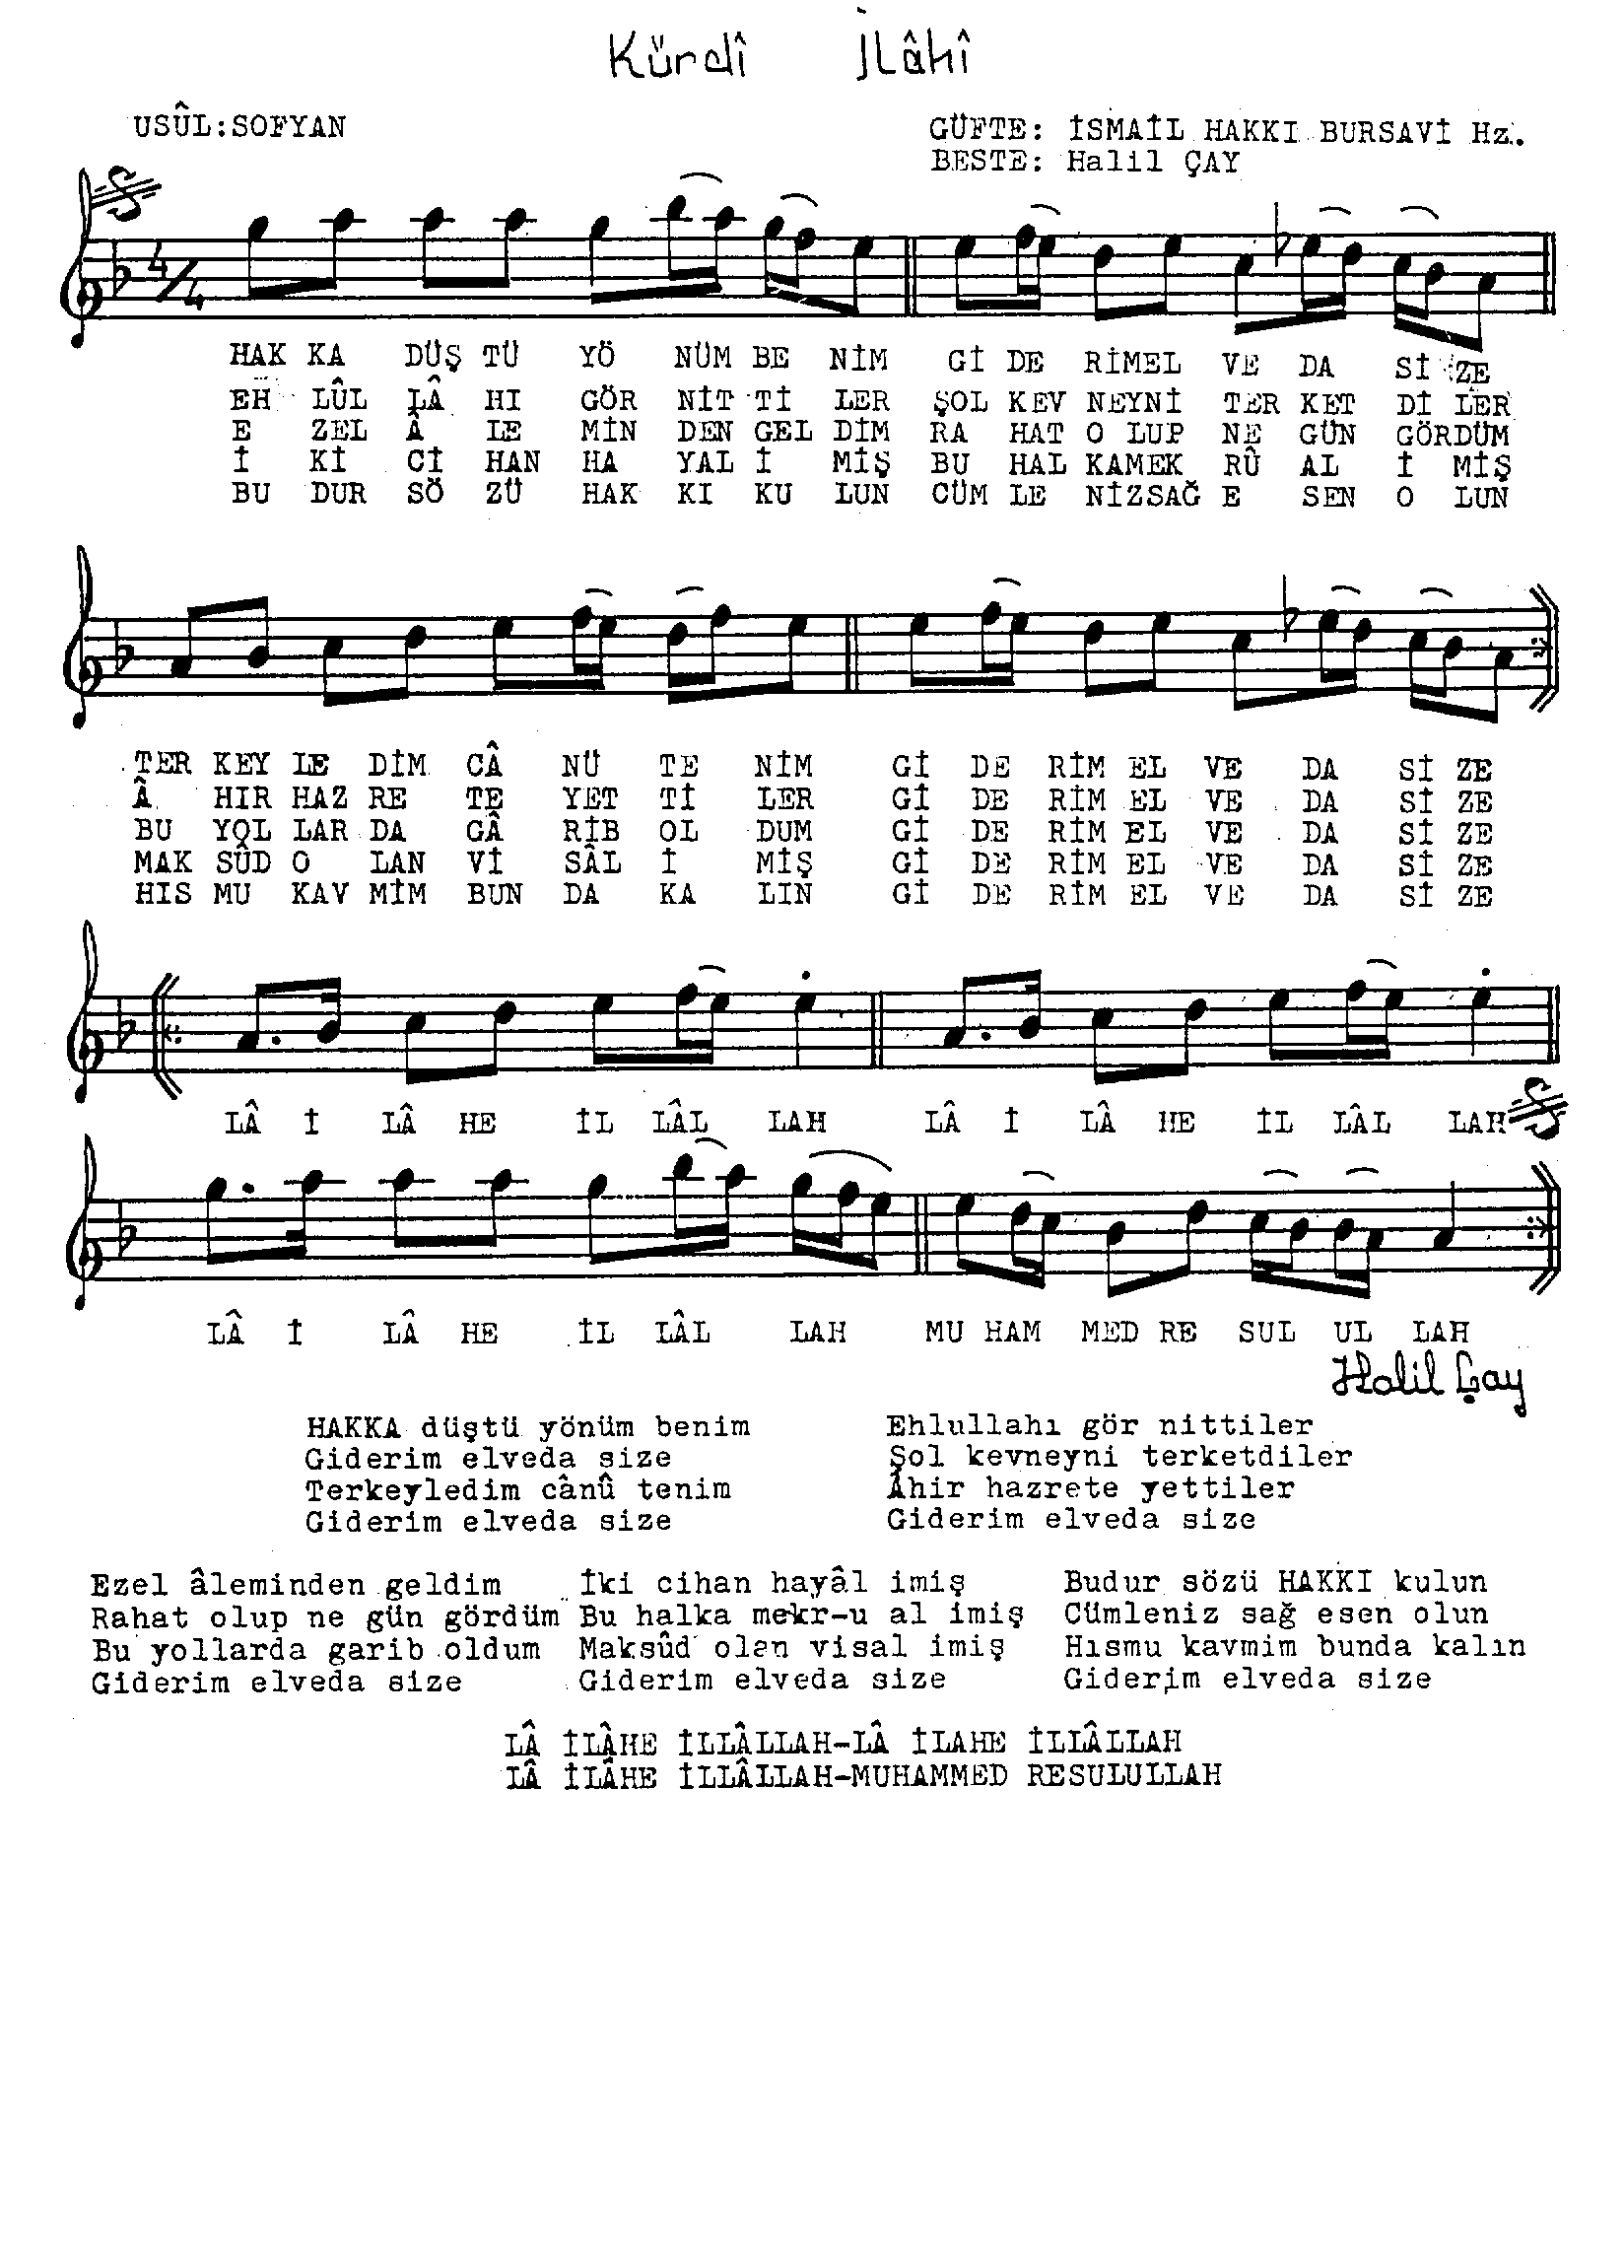 Kürdî İlâhî
USÛL:SOFYAN
GÜFTE: İSMAİL HAKKI BURSAVİ Hz.
BESTE: Halil ÇAY
4/4
HAK KA DÜŞ TÜ YÖ NÜM BE NİM Gİ DE RİMEL VE DA Sİ ZE
EH LÛL LÂ HI GÖR NİT Tİ LER ŞOL KEV NEYNİ TER KET Dİ LER
E ZEL Â LE MİN DEN GEL DİM RA HAT O LUP NE GÜN GÖRDÜM
İ Kİ Cİ HAN HA YAL İ MİŞ BU HAL KAMEK RÛ AL İ MİŞ
BU DUR SÖ ZÜ HAK KI KU LUN CÜM LE NİZSAĞ E SEN O LUN
TER KEY LE DİM CÂ NÜ TE NİM Gİ DE RİM EL VE DA Sİ ZE
Â HIR HAZ RE TE YET Tİ LER Gİ DE RİM EL VE DA Sİ ZE
BU YOL LAR DA GÂ RİB OL DUM Gİ DE RİM EL VE DA Sİ ZE
MAK SÛD O LAN Vİ SÂL İ MİŞ Gİ DE RİM EL VE DA Sİ ZE
HIS MU KAV MİM BUN DA KA LIN Gİ DE RİM EL VE DA Sİ ZE
LÂ İ LÂ HE İL LÂL LAH LÂ İ LÂ HE İL LÂL LAH
LÂ İ LÂ HE İL LÂL LAH MU HAM MED RE SUL UL LAH
Halil Çay
HAKKA düştü yönüm benim
Giderim elveda size
Terkeyledim cânû tenim
Giderim elveda size
Ehlullahı gör nittiler
Şol kevneyni terketdiler
Âhir hazrete yettiler
Giderim elveda size
Ezel âleminden geldim
Rahat olup ne gün gördüm
Bu yollarda garib oldum
Giderim elveda size
İki cihan hayâl imiş
Bu halka mekr-u al imiş
Maksûd olan visal imiş
Giderim elveda size
Budur sözü HAKKI kulun
Cümleniz sağ esen olun
Hısmu kavmim bunda kalın
Giderim elveda size
LÂ İLÂHE İLLÂLLAH-LÂ İLAHE İLLÂLLAH
LÂ İLÂHE İLLÂLLAH-MUHAMMED RESULULLAH